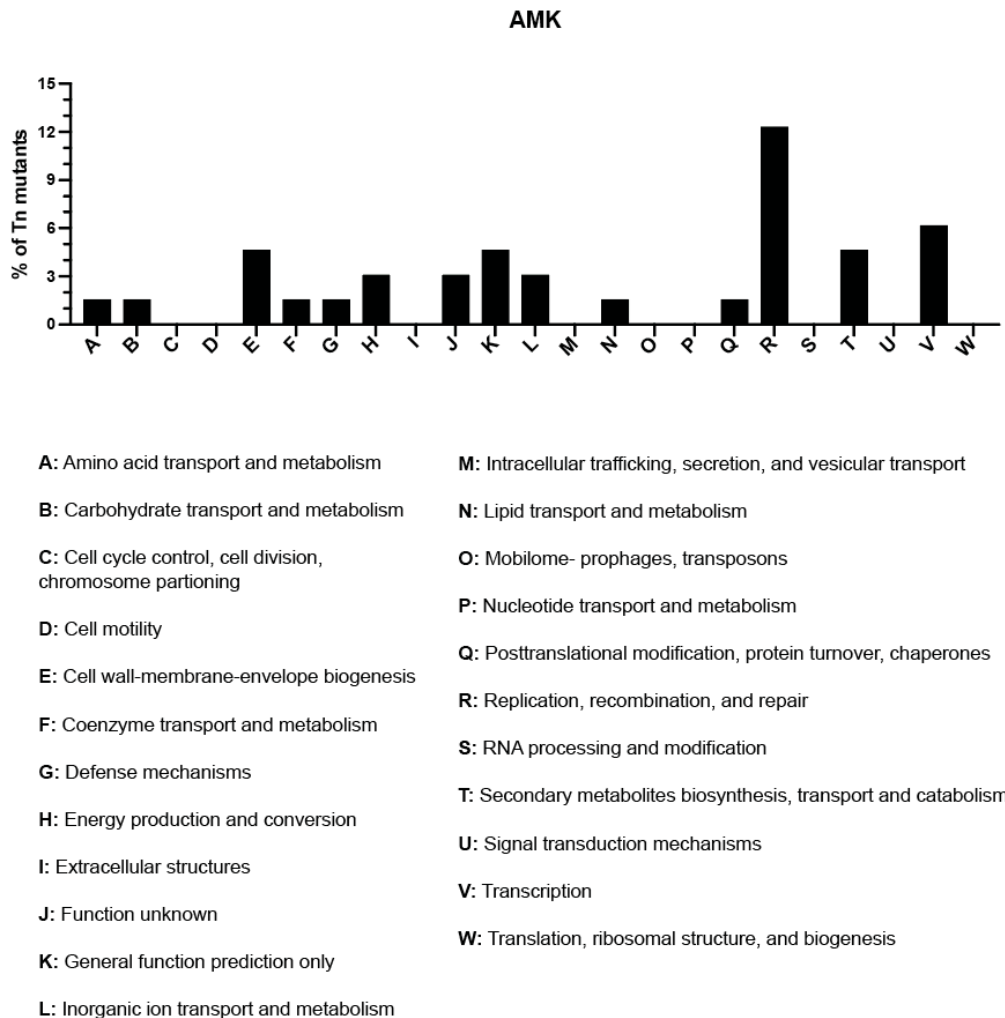 AMK
% of Tn mutants
15
12
9
6
3
0
A B C D E F G H I J K L M N O P Q R S T U V W
A: Amino acid transport and metabolism
B: Carbohydrate transport and metabolism
C: Cell cycle control, cell division,
chromosome partioning
D: Cell motility
E: Cell wall-membrane-envelope biogenesis
F: Coenzyme transport and metabolism
G: Defense mechanisms
H: Energy production and conversion
I: Extracellular structures
J: Function unknown
K: General function prediction only
L: Inorganic ion transport and metabolism
M: Intracellular trafficking, secretion, and vesicular transport
N: Lipid transport and metabolism
O: Mobilome- prophages, transposons
P: Nucleotide transport and metabolism
Q: Posttranslational modification, protein turnover, chaperones
R: Replication, recombination, and repair
S: RNA processing and modification
T: Secondary metabolites biosynthesis, transport and catabolism
U: Signal transduction mechanisms
V: Transcription
W: Translation, ribosomal structure, and biogenesis